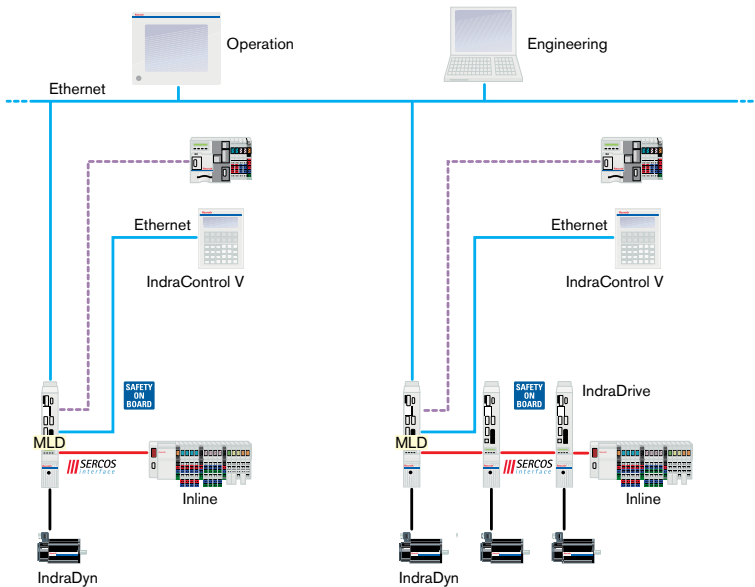 Operation
Engineering
Ethernet
Ethernet
IndraControl V
Ethernet
IndraControl V
SAFETY
ON
BOARD
SAFETY
ON
BOARD
IndraDrive
MLD
MLD
SERCOS
interface
SERCOS
interface
Inline
Inline
IndraDyn
IndraDyn